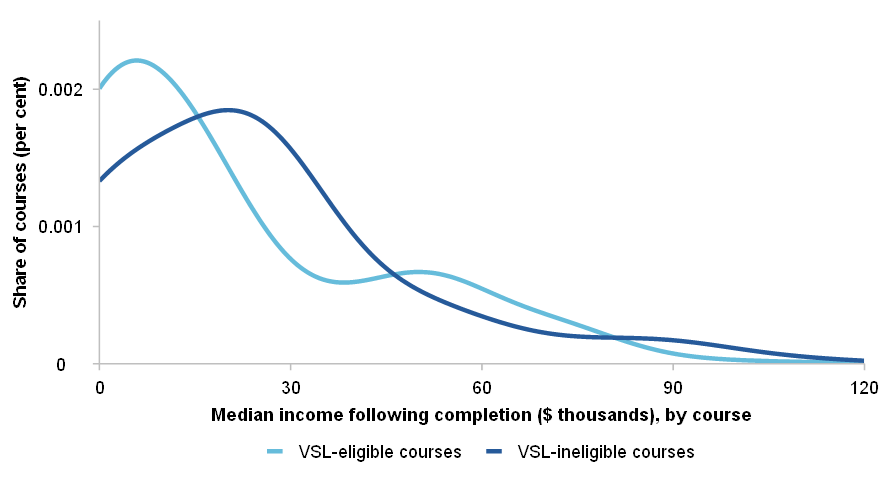 Share of courses (per cent)
0.002
0.001
0
0 30 60 90 120
Median income following completion ($ thousands), by course
VSL-eligible courses VSL-ineligible courses